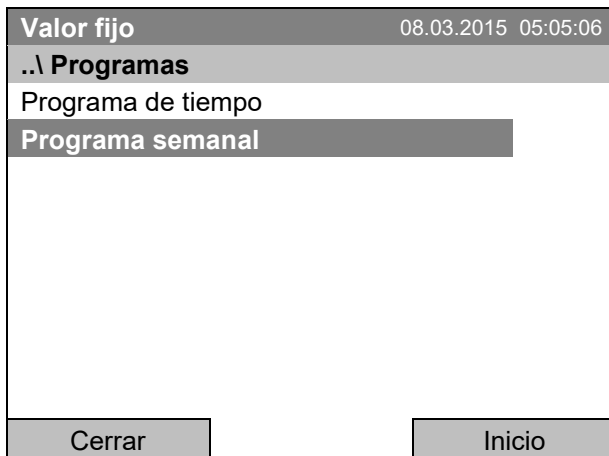 Valor fijo 08.03.2015 05:05:06
..\ Programas
Programa de tiempo
Programa semanal
Cerrar Inicio